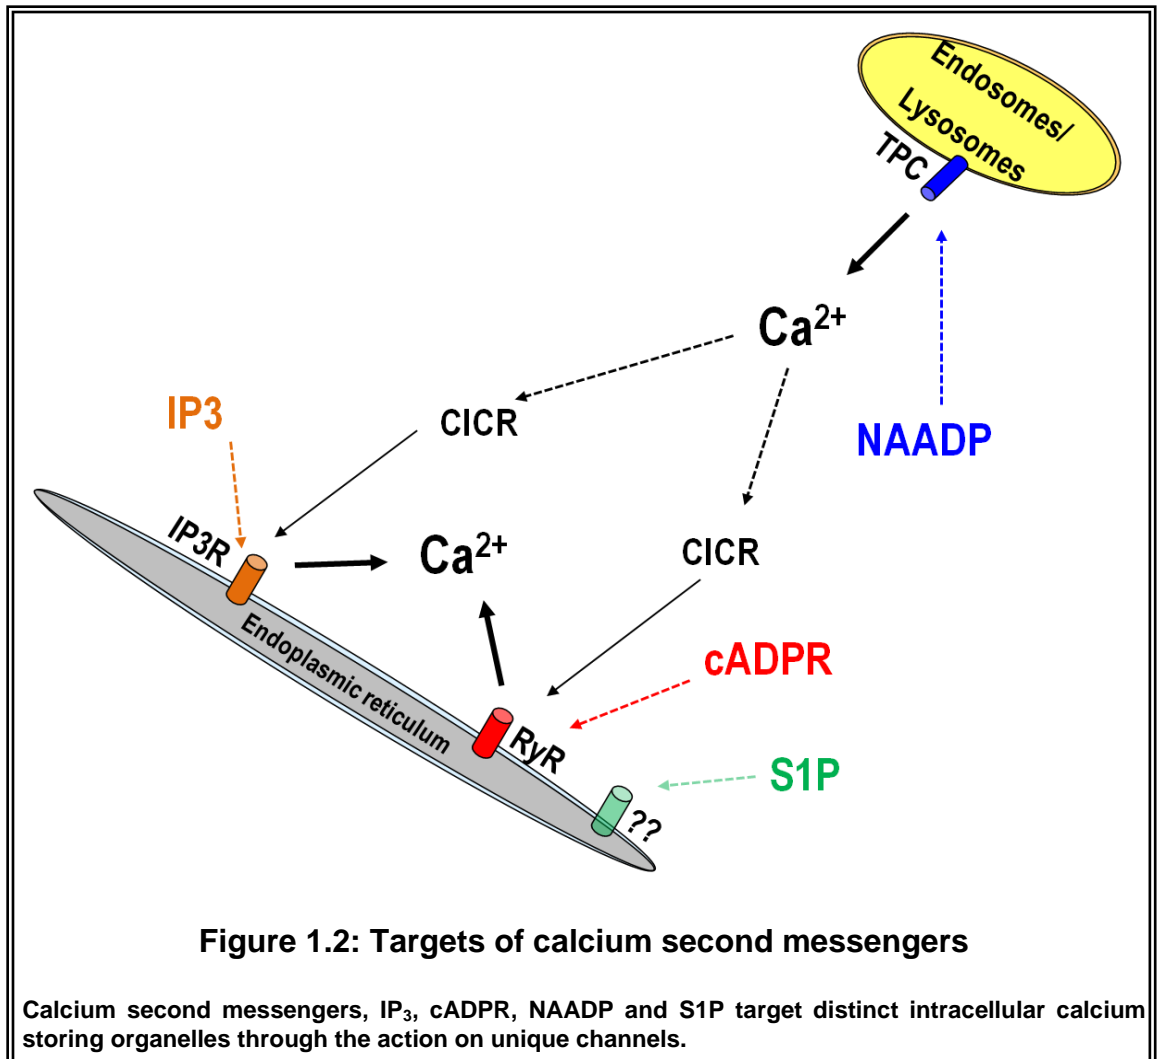 Endosomes/
Lysosomes
TPC
Ca²⁺
IP3
CICR
NAADP
IP3R
Ca²⁺
CICR
Endoplasmic reticulum
cADPR
RyR
S1P
??
Figure 1.2: Targets of calcium second messengers
Calcium second messengers, IP₃, cADPR, NAADP and S1P target distinct intracellular calcium
storing organelles through the action on unique channels.